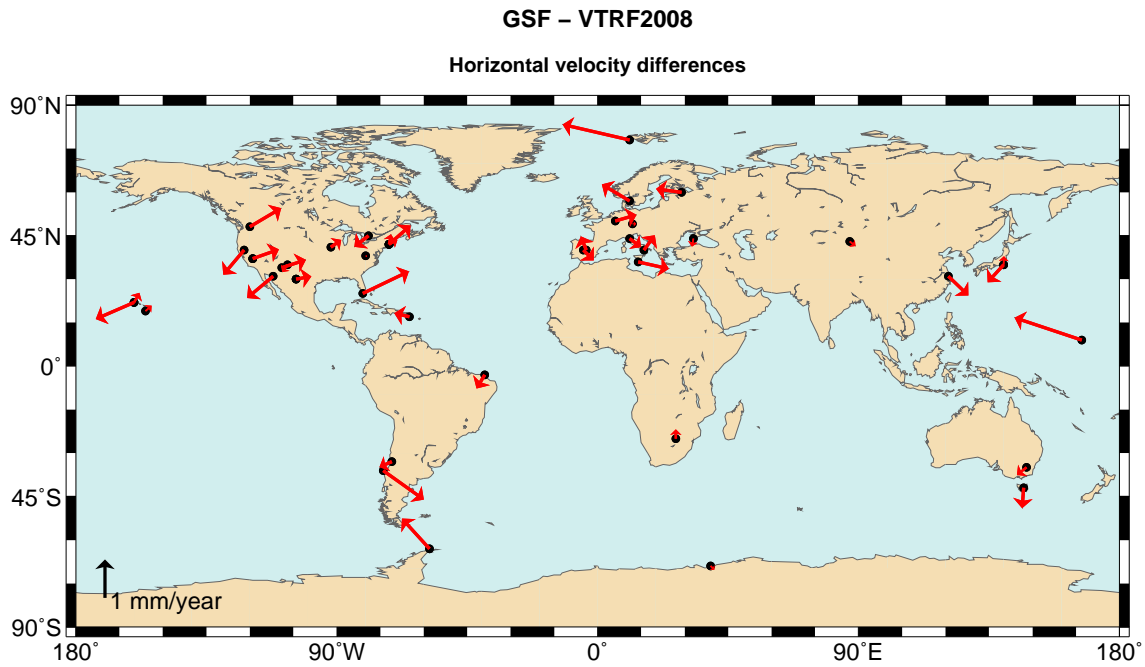 GSF − VTRF2008
Horizontal velocity differences
90˚N
45˚N
0˚
45˚S
90˚S
1 mm/year
180˚ 90˚W 0˚ 90˚E 180˚